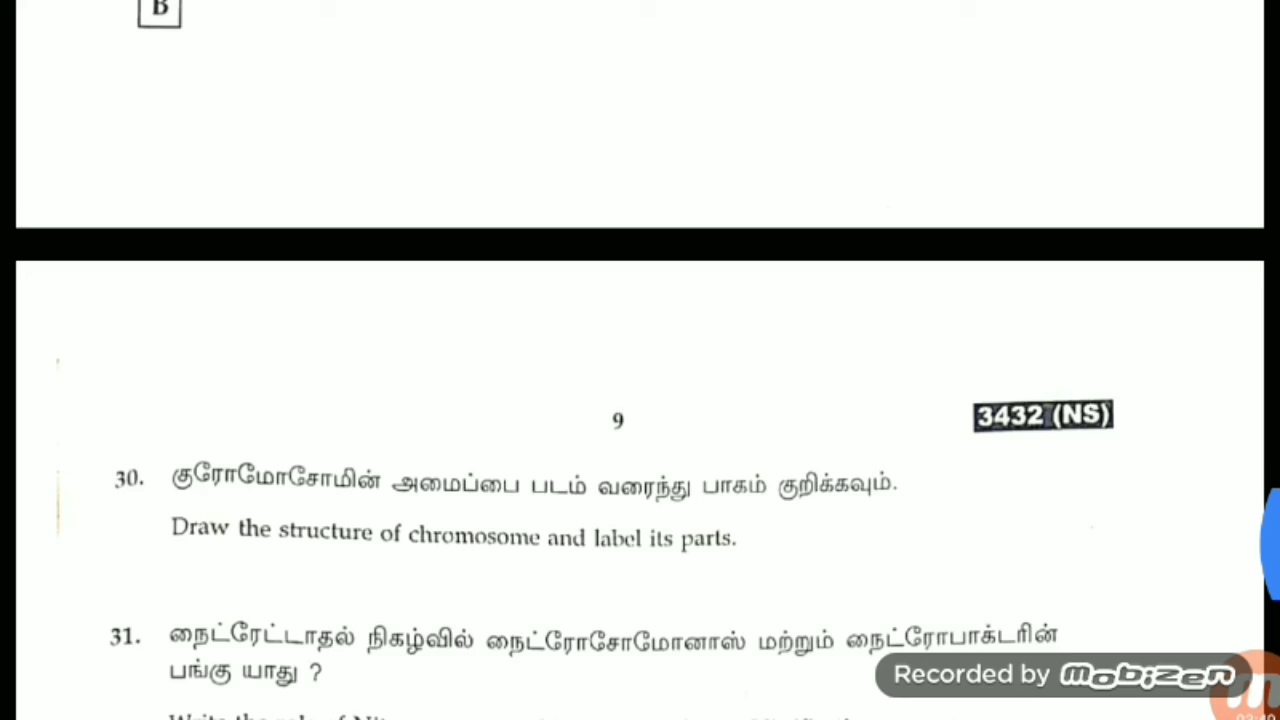 B
9
3432 (NS)
30. குரோமோசோமின் அமைப்பை படம் வரைந்து பாகம் குறிக்கவும்.
Draw the structure of chromosome and label its parts.
31. நைட்ரேட்டாதல் நிகழ்வில் நைட்ரோசோமோனாஸ் மற்றும் நைட்ரோபாக்டரின்
பங்கு யாது ?
Recorded by mobizen